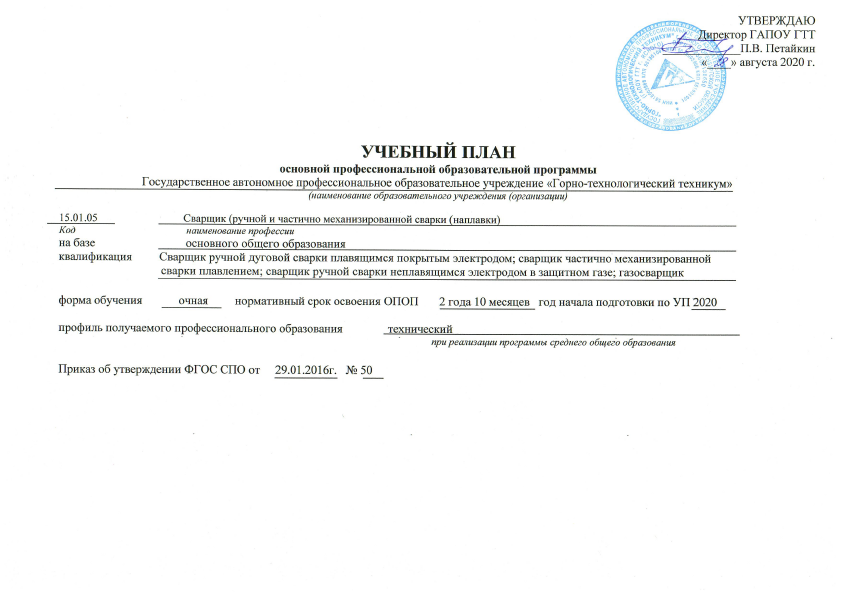 УТВЕРЖДАЮ
Директор ГАПОУ ГТТ
П.В. Петайкин
« » августа 2020 г.
УЧЕБНЫЙ ПЛАН
основной профессиональной образовательной программы
Государственное автономное профессиональное образовательное учреждение «Горно-технологический техникум»
(наименование образовательного учреждения (организации)
15.01.05 Сварщик (ручной и частично механизированной сварки (наплавки)
Код наименование профессии
на базе основного общего образования
квалификация Сварщик ручной дуговой сварки плавящимся покрытым электродом; сварщик частично механизированной
сварки плавлением; сварщик ручной сварки неплавящимся электродом в защитном газе; газосварщик
форма обучения очная нормативный срок освоения ОПОП 2 года 10 месяцев год начала подготовки по УП 2020
профиль получаемого профессионального образования технический
при реализации программы среднего общего образования
Приказ об утверждении ФГОС СПО от 29.01.2016г. № 50